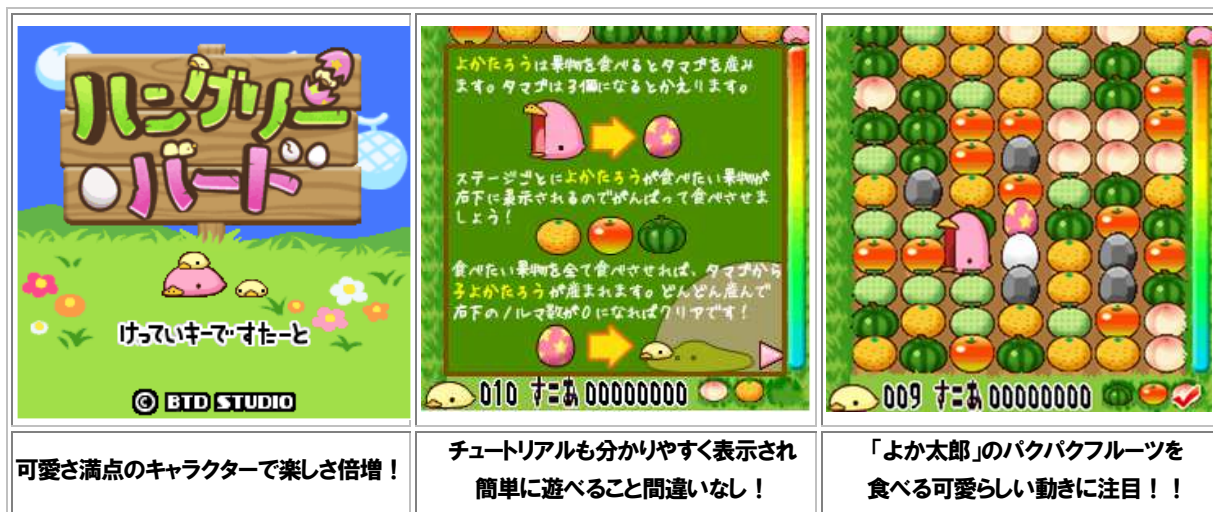 ハングリー
バード
けっていキーですたーと
© BTD STUDIO
よかたろうは果物を食べるとタマゴを産み
ます。タマゴは3個になるとかえります。
ステージごとによかたろうが食べたい果物が
右下に表示されるのでがんばって食べさせま
しょう！
食べたい果物を全て食べさせれば、タマゴから
子よかたろうが産まれます。どんどん産んで
右下のノルマ数が0になればクリアです！
010 すこあ 00000000
009 すこあ 00000000
可愛さ満点のキャラクターで楽しさ倍増！
チュートリアルも分かりやすく表示され
簡単に遊べること間違いなし！
「よか太郎」のパクパクフルーツを
食べる可愛らしい動きに注目！！